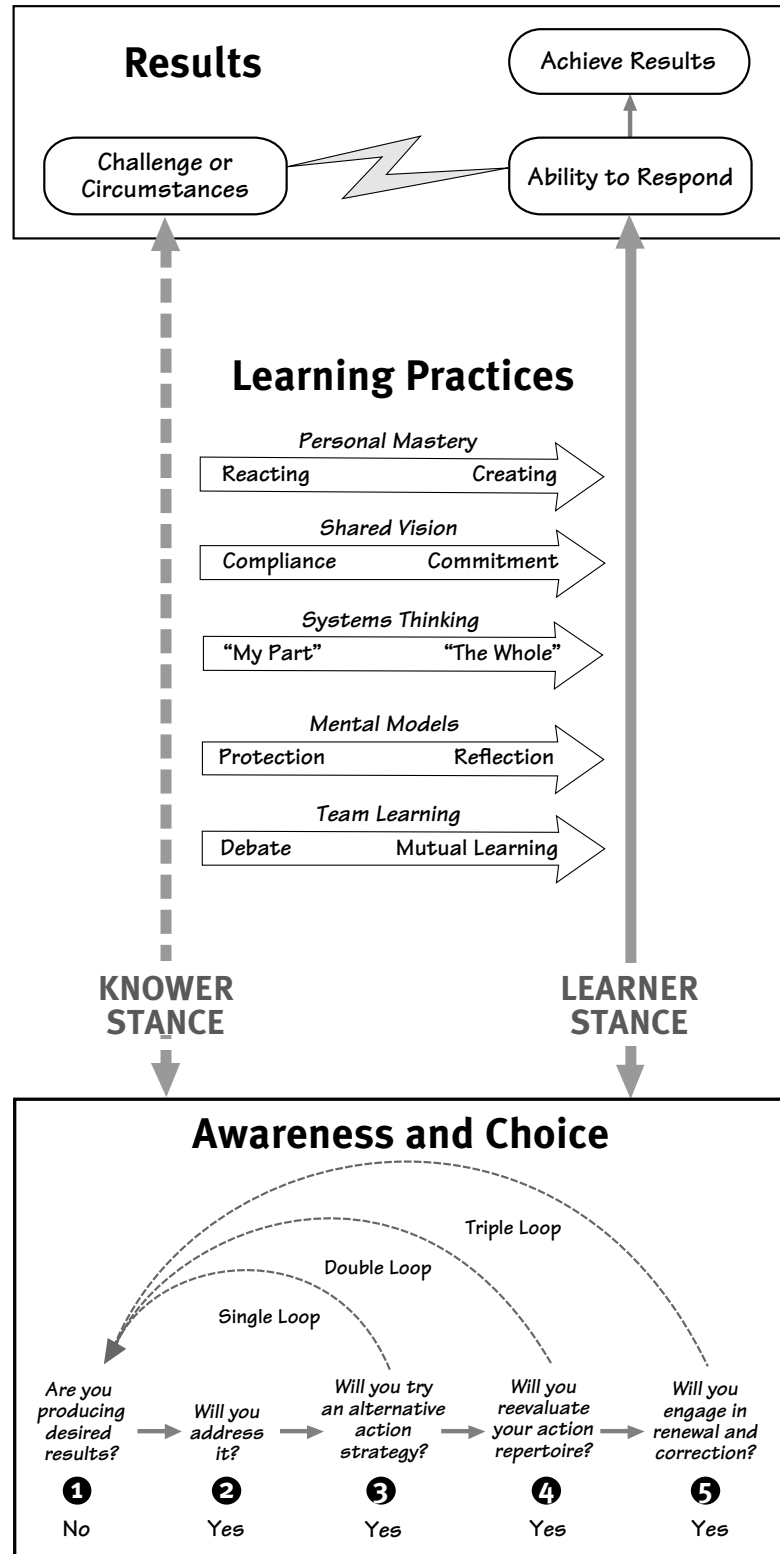 Results
Achieve Results
Challenge or
Circumstances
Ability to Respond
Learning Practices
Personal Mastery
Reacting Creating
Shared Vision
Compliance Commitment
Systems Thinking
“My Part” “The Whole”
Mental Models
Protection Reflection
Team Learning
Debate Mutual Learning
KNOWER
STANCE
LEARNER
STANCE
Awareness and Choice
Triple Loop
Double Loop
Single Loop
Are you
producing
desired
results?
Will you
address
it?
Will you try
an alternative
action
strategy?
Will you
reevaluate
your action
repertoire?
Will you
engage in
renewal and
correction?
1 2 3 4 5
No Yes Yes Yes Yes